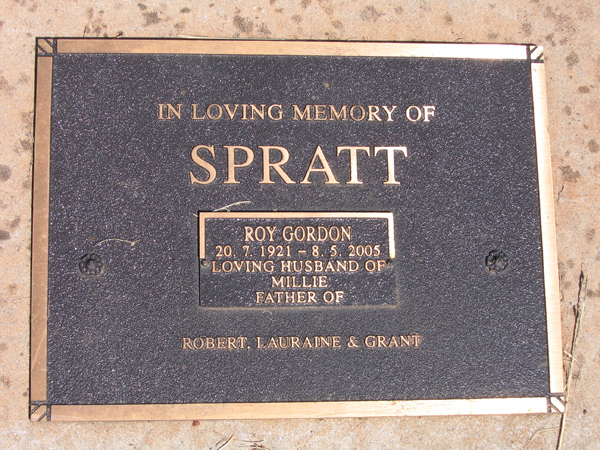 IN LOVING MEMORY OF
SPRATT
ROY GORDON
20. 7. 1921 – 8. 5. 2005
LOVING HUSBAND OF
MILLIE
FATHER OF
ROBERT, LAURAINE & GRANT